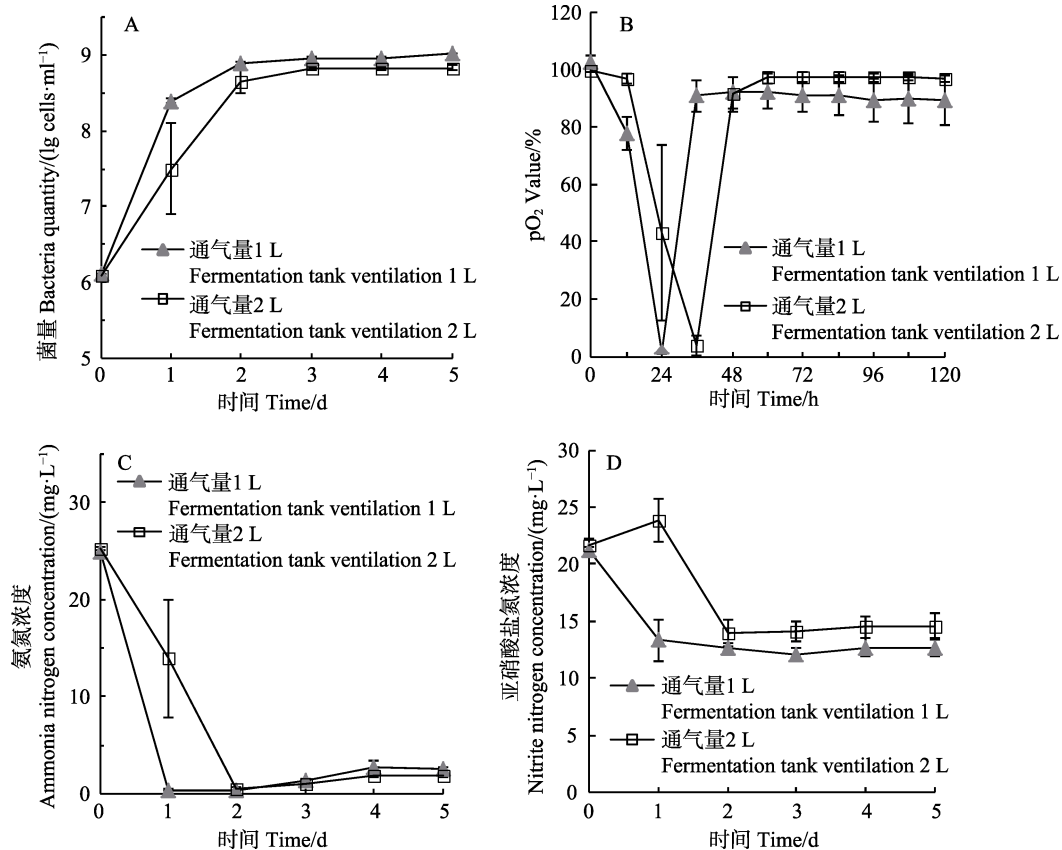 A
菌量 Bacteria quantity/(lg cells·ml⁻¹)
9
8
7
6
5
通气量1 L
Fermentation tank ventilation 1 L
通气量2 L
Fermentation tank ventilation 2 L
0 1 2 3 4 5
时间 Time/d
B
pO₂ Value/%
120
100
80
60
40
20
0
通气量1 L
Fermentation tank ventilation 1 L
通气量2 L
Fermentation tank ventilation 2 L
0 24 48 72 96 120
时间 Time/h
C
氨氮浓度
Ammonia nitrogen concentration/(mg·L⁻¹)
30
20
10
0
通气量1 L
Fermentation tank ventilation 1 L
通气量2 L
Fermentation tank ventilation 2 L
0 1 2 3 4 5
时间 Time/d
D
亚硝酸盐氮浓度
Nitrite nitrogen concentration/(mg·L⁻¹)
30
25
20
15
10
5
0
通气量1 L
Fermentation tank ventilation 1 L
通气量2 L
Fermentation tank ventilation 2 L
0 1 2 3 4 5
时间 Time/d